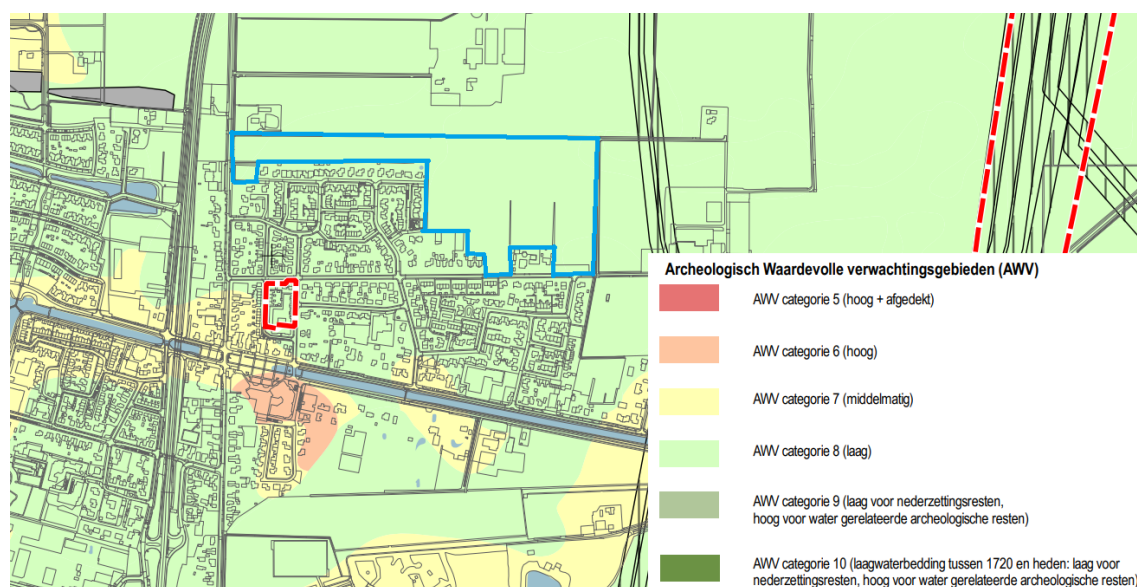 Archeologisch Waardevolle verwachtingsgebieden (AWV)
AWV categorie 5 (hoog + afgedekt)
AWV categorie 6 (hoog)
AWV categorie 7 (middelmatig)
AWV categorie 8 (laag)
AWV categorie 9 (laag voor nederzettingsresten,
hoog voor water gerelateerde archeologische resten)
AWV categorie 10 (laagwaterbedding tussen 1720 en heden: laag voor
nederzettingsresten, hoog voor water gerelateerde archeologische resten)